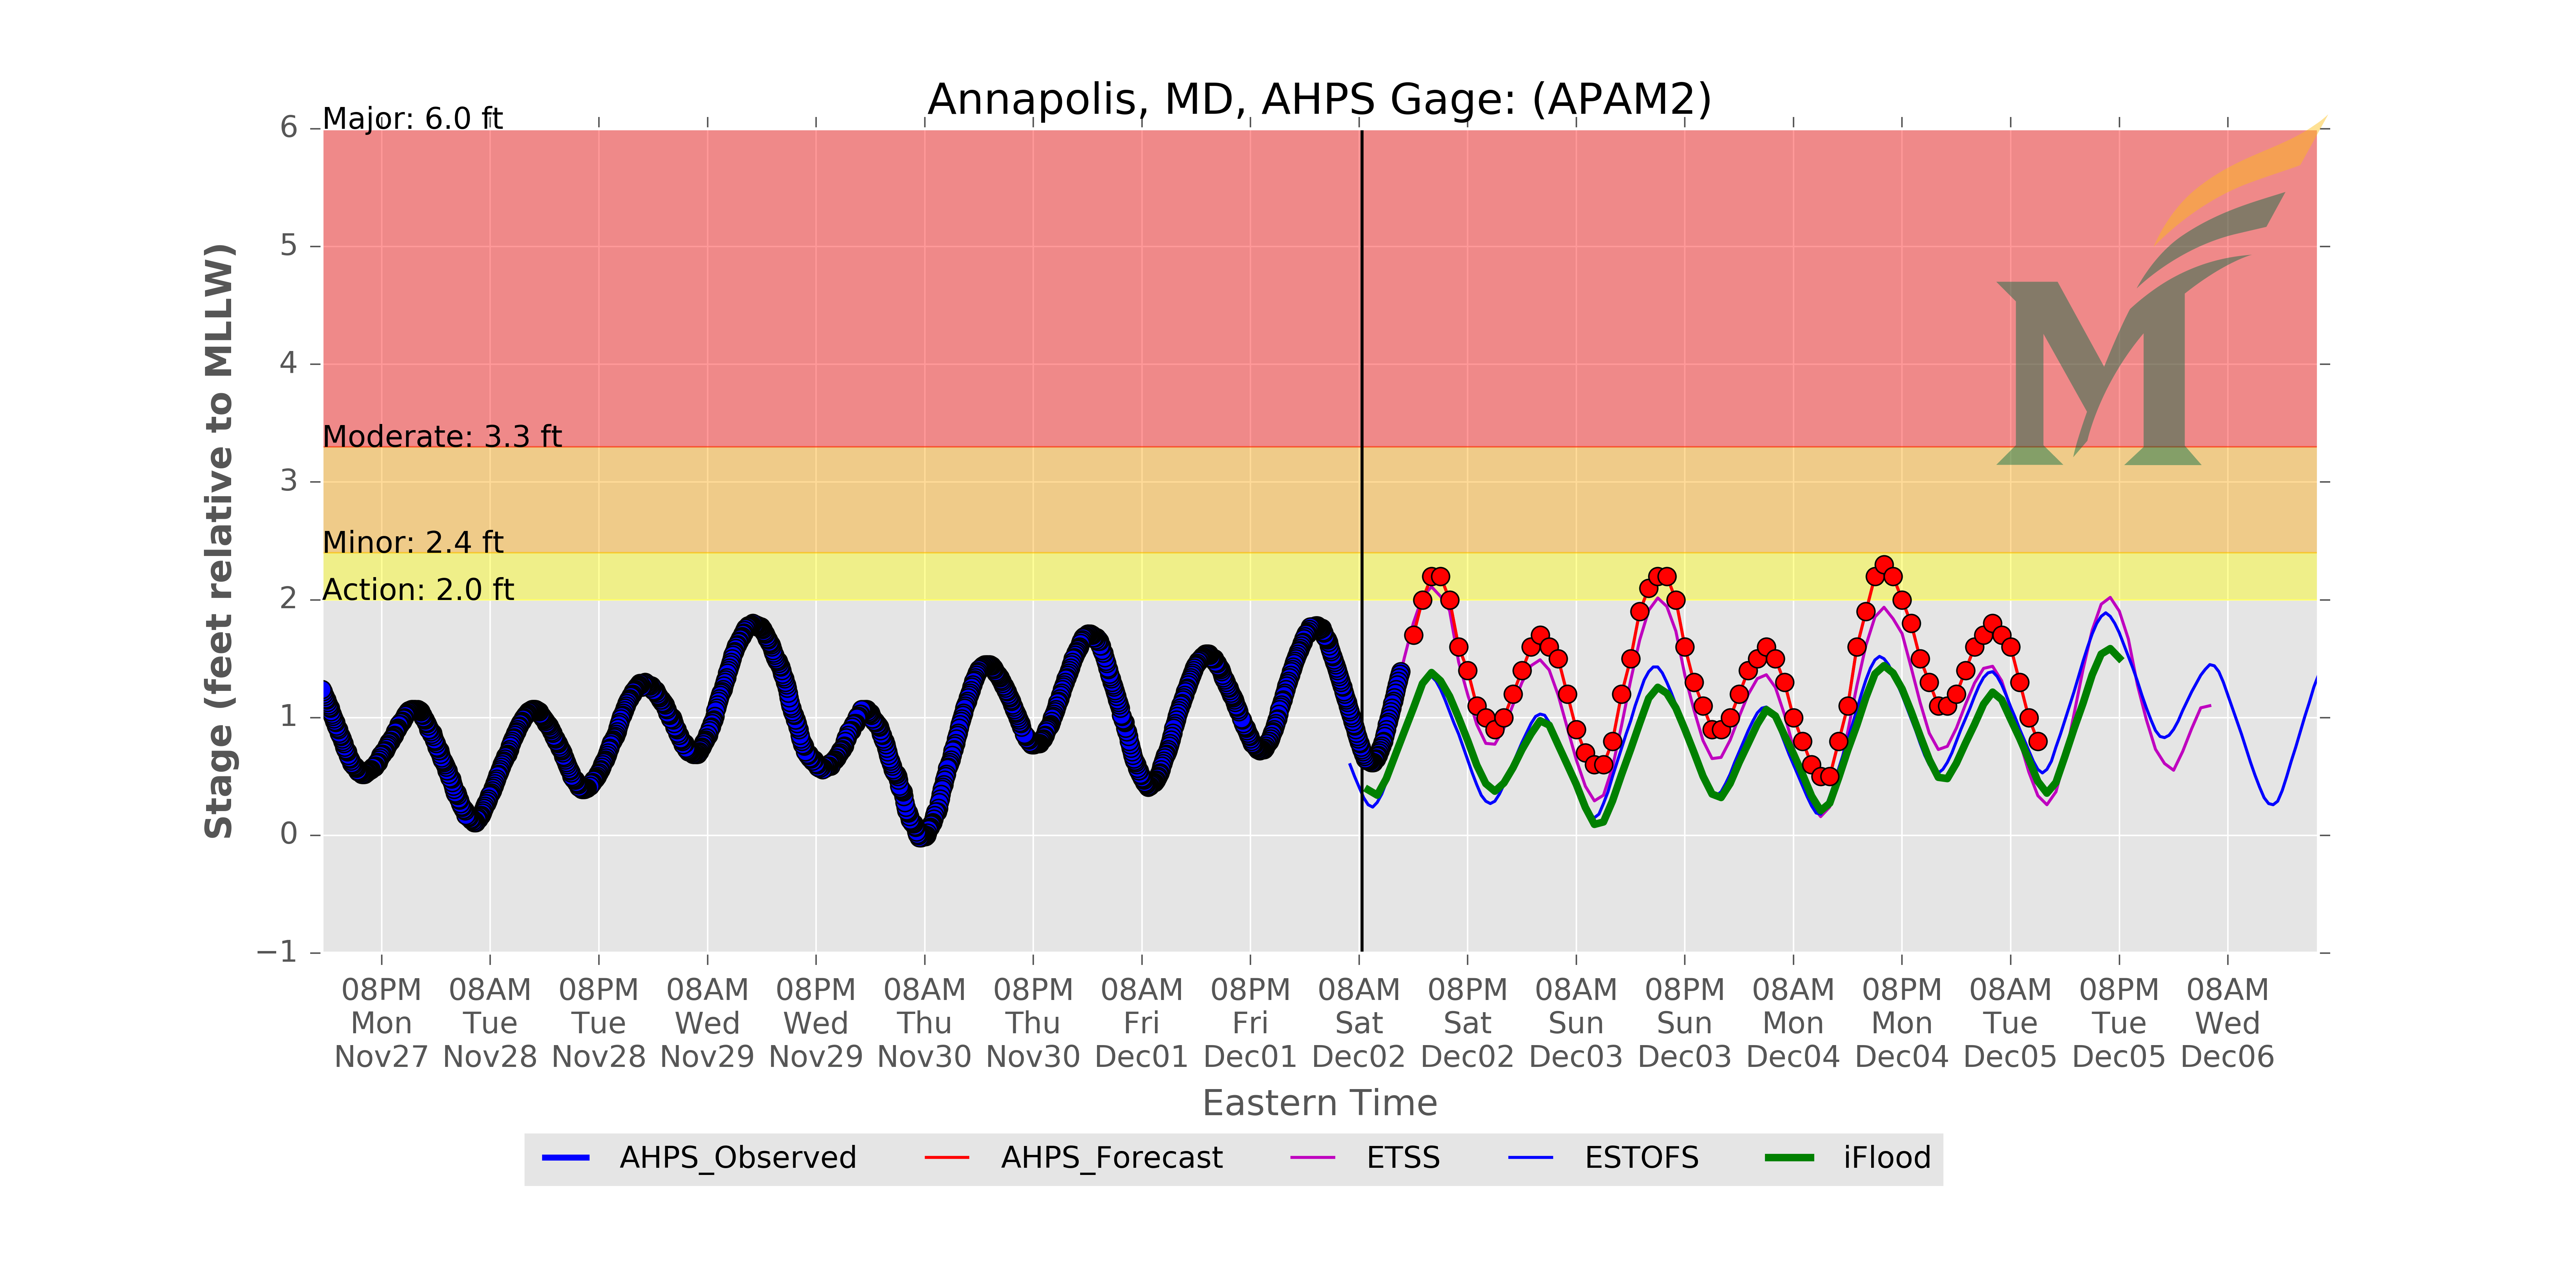 Annapolis, MD, AHPS Gage: (APAM2)
Major: 6.0 ft
Moderate: 3.3 ft
Minor: 2.4 ft
Action: 2.0 ft
Stage (feet relative to MLLW)
6
5
4
3
2
1
0
−1
08PM 08AM 08PM 08AM 08PM 08AM 08PM 08AM 08PM 08AM 08PM 08AM 08PM 08AM 08PM 08AM 08PM 08AM
Mon Tue Tue Wed Wed Thu Thu Fri Fri Sat Sat Sun Sun Mon Mon Tue Tue Wed
Nov27 Nov28 Nov28 Nov29 Nov29 Nov30 Nov30 Dec01 Dec01 Dec02 Dec02 Dec03 Dec03 Dec04 Dec04 Dec05 Dec05 Dec06
Eastern Time
AHPS_Observed AHPS_Forecast ETSS ESTOFS iFlood